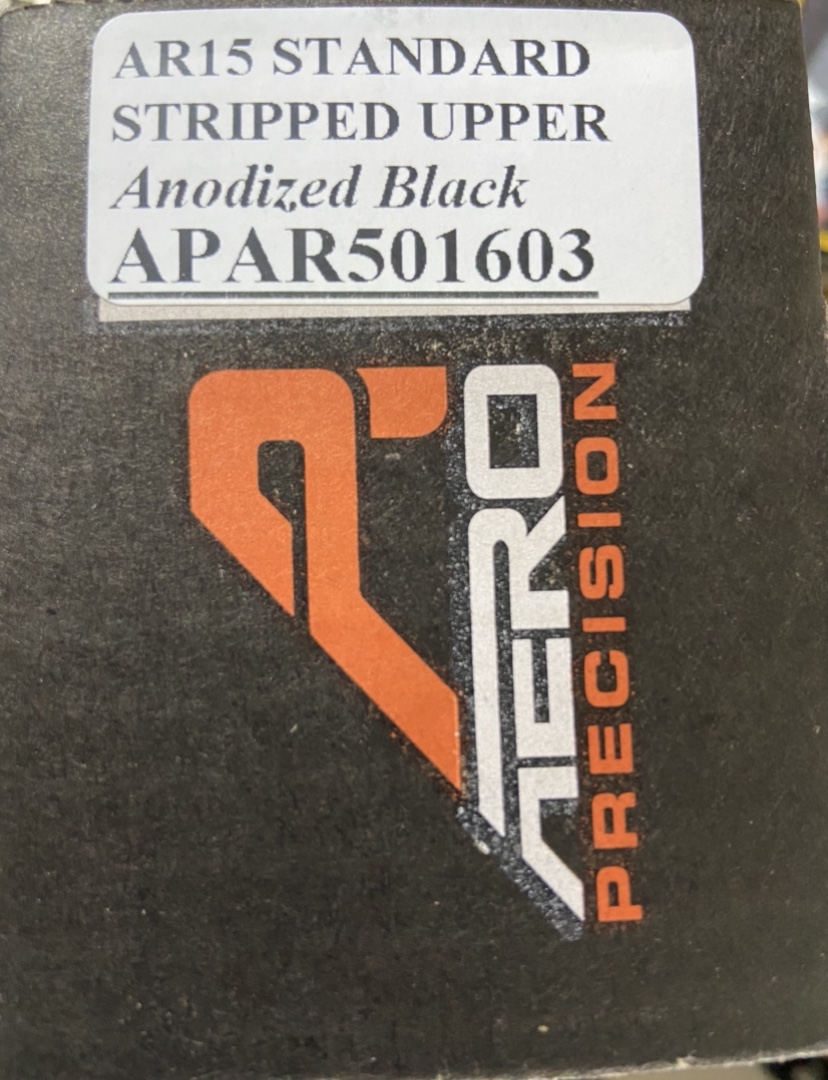 AR15 STANDARD
STRIPPED UPPER
Anodized Black
APAR501603
AERO
PRECISION